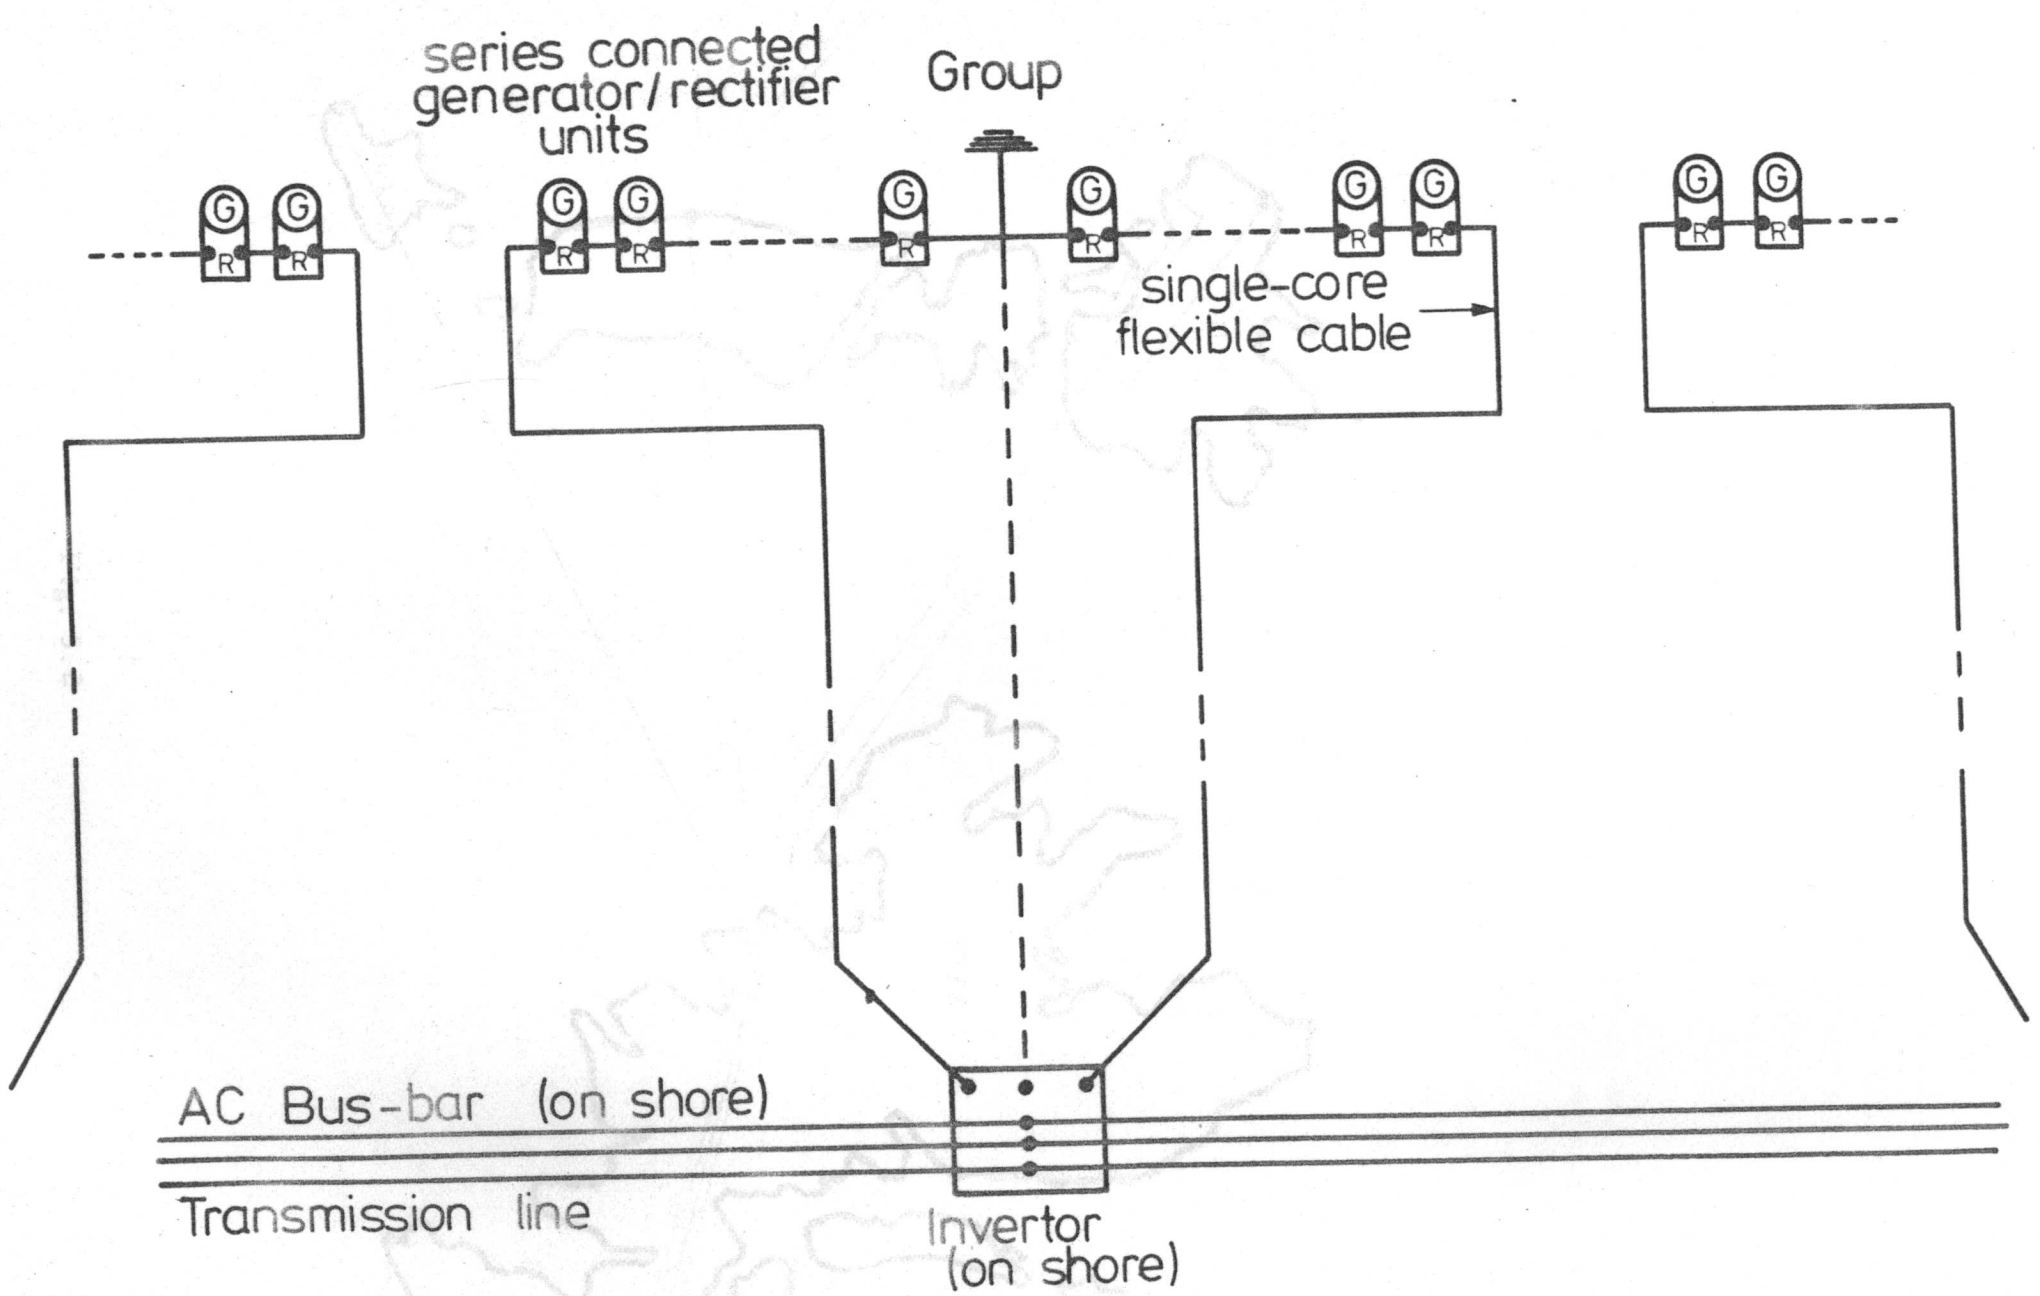 series connected
generator/rectifier
units
Group
G G G G G G G G G G
R R R R R R R R R R
single-core
flexible cable
AC Bus-bar (on shore)
Transmission line
Invertor
(on shore)